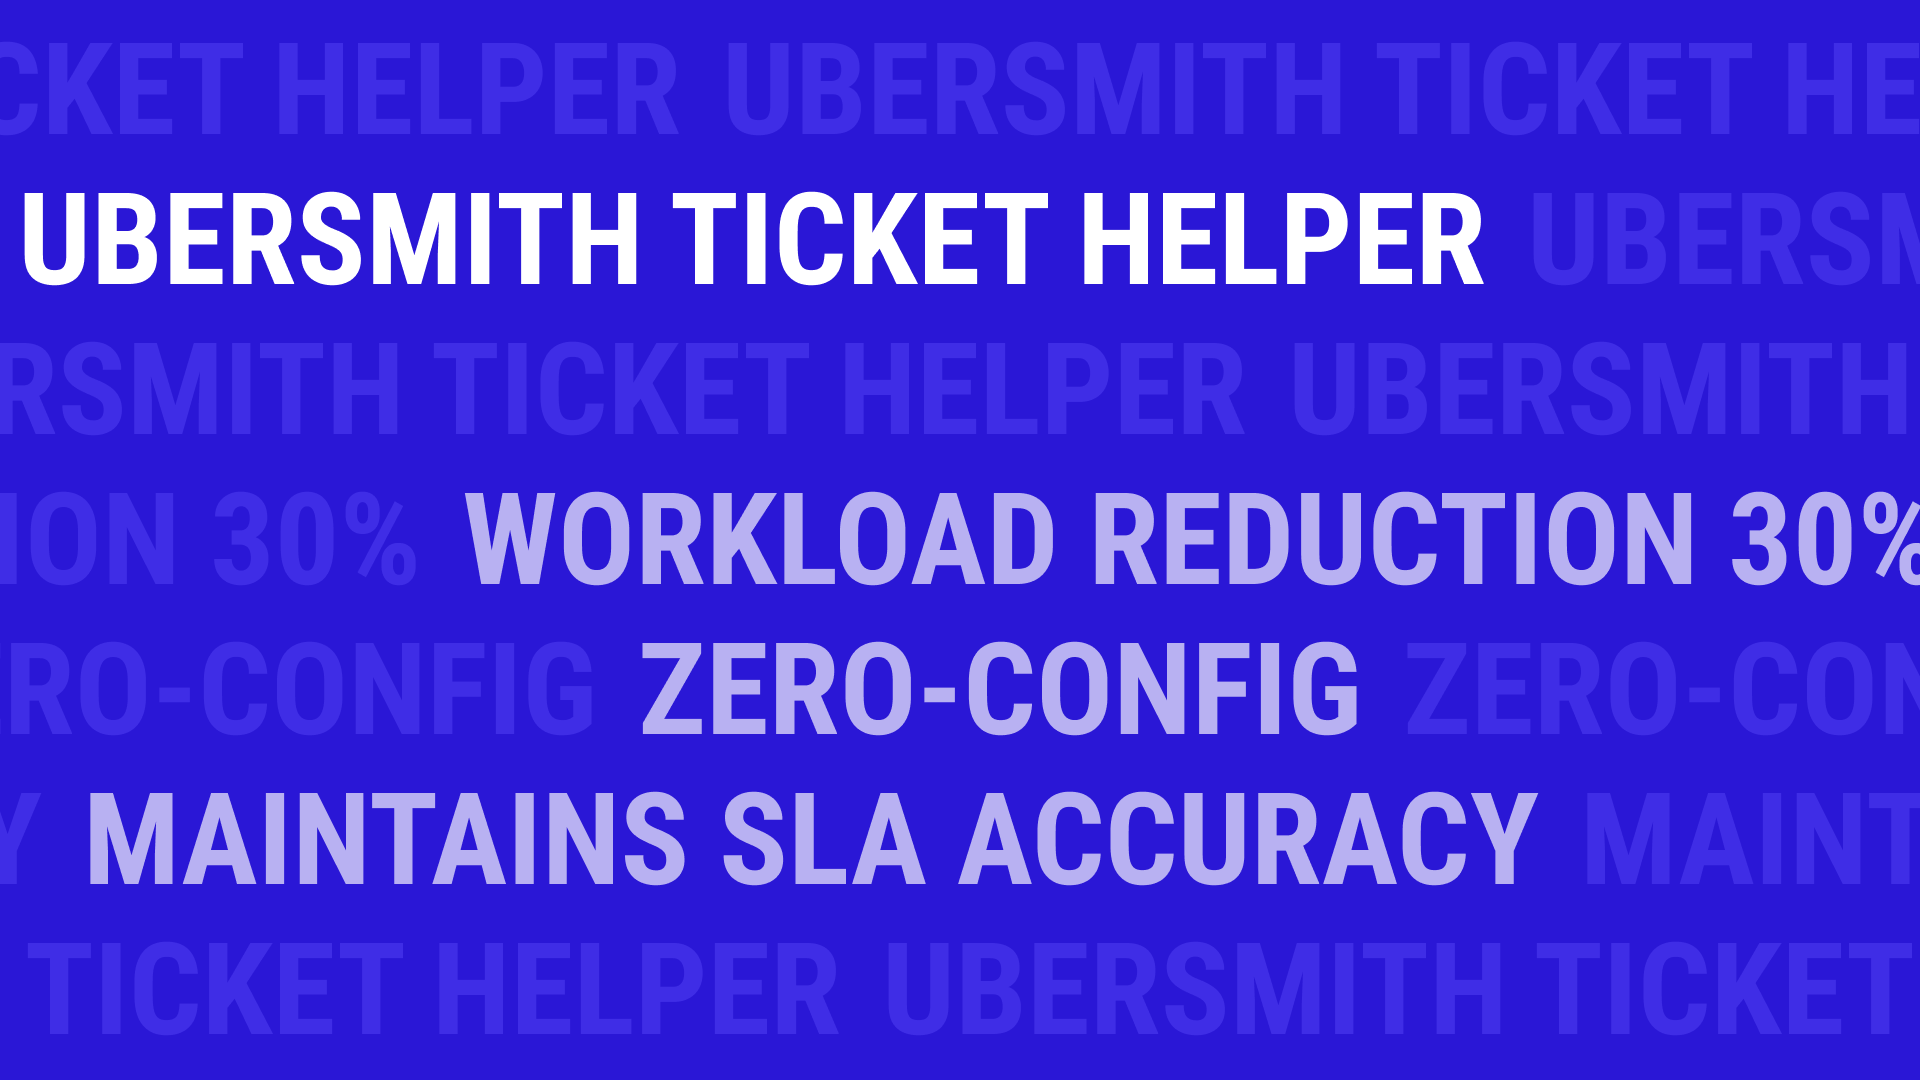 CKET HELPER UBERSMITH TICKET HE
UBERSMITH TICKET HELPER UBERSM
RSMITH TICKET HELPER UBERSMITH
ION 30% WORKLOAD REDUCTION 30%
ERO-CONFIG ZERO-CONFIG ZERO-CON
Y MAINTAINS SLA ACCURACY MAINT
TICKET HELPER UBERSMITH TICKET